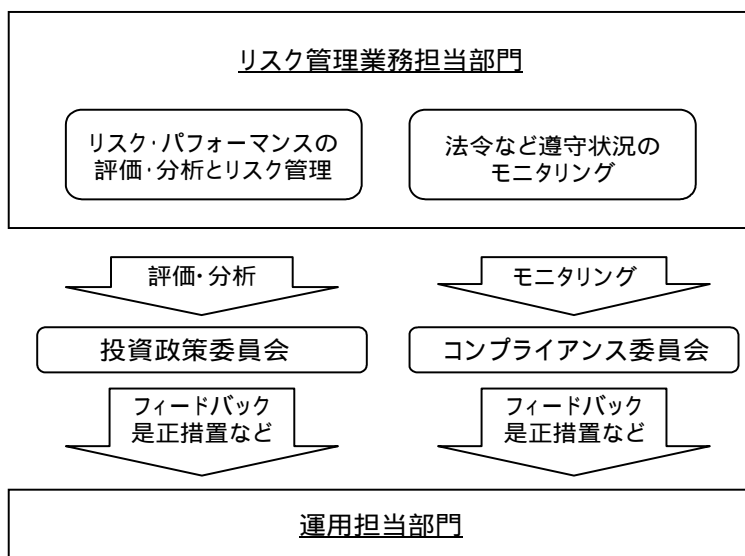 リスク管理業務担当部門
リスク・パフォーマンスの
評価・分析とリスク管理
法令など遵守状況の
モニタリング
評価・分析
モニタリング
投資政策委員会
コンプライアンス委員会
フィードバック
是正措置など
フィードバック
是正措置など
運用担当部門